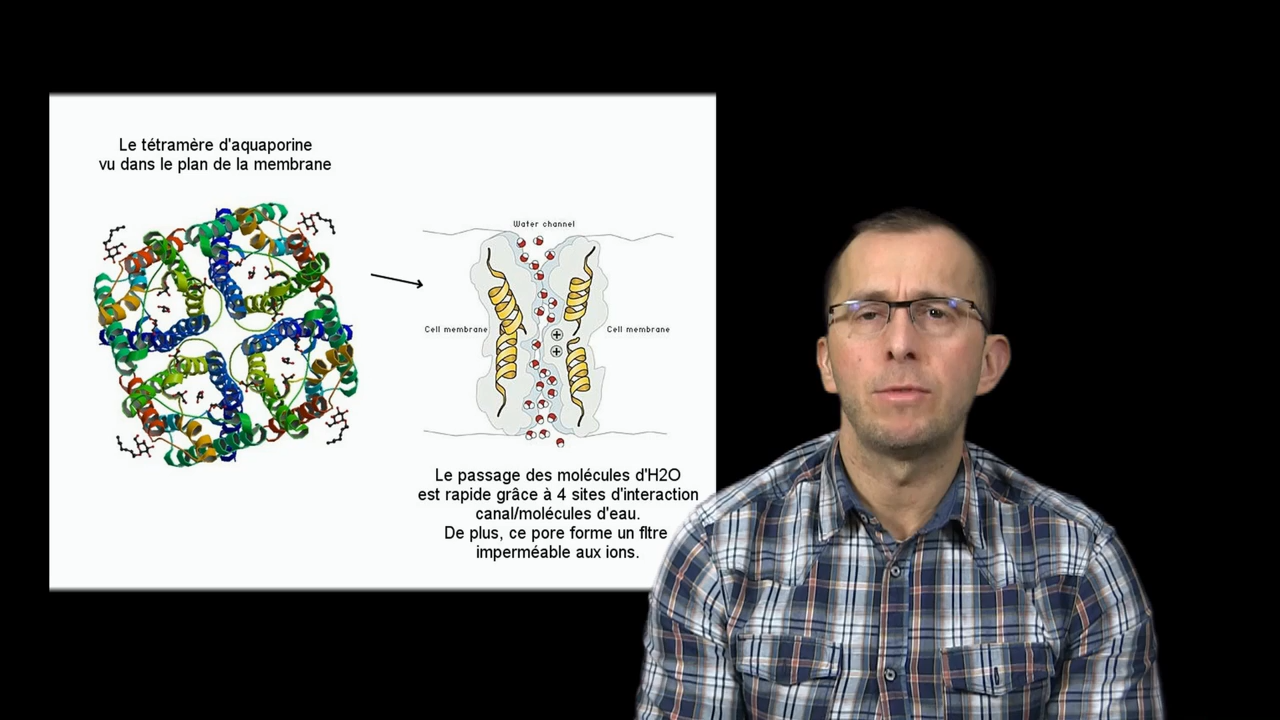 Le tétramère d'aquaporine
vu dans le plan de la membrane
Water channel
Cell membrane
Cell membrane
Le passage des molécules d'H2O
est rapide grâce à 4 sites d'interaction
canal/molécules d'eau.
De plus, ce pore forme un fltre
imperméable aux ions.